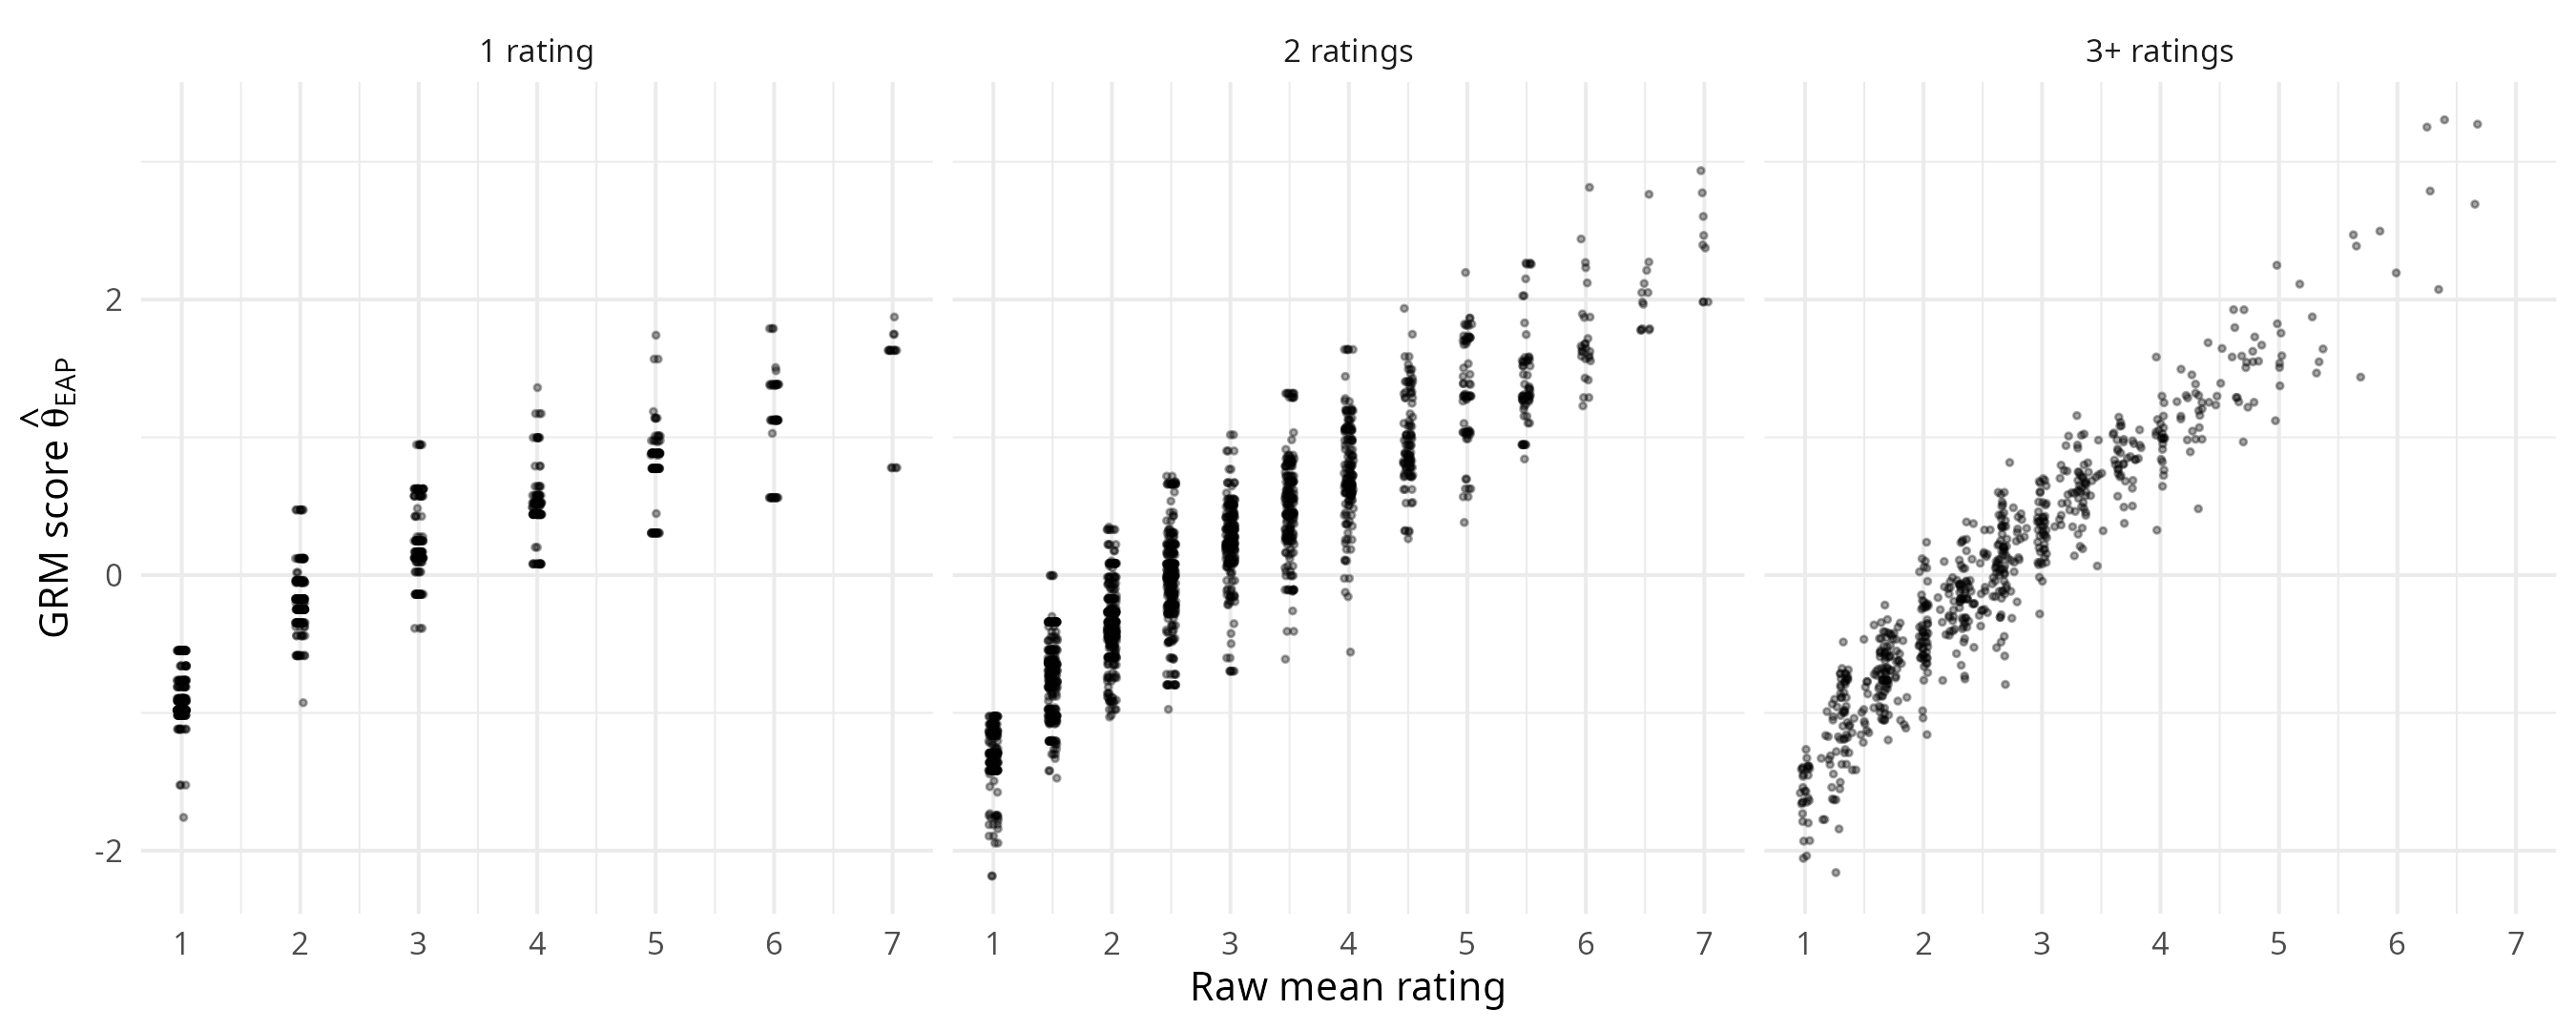 1 rating 2 ratings 3+ ratings
GRM score θ̂EAP
2
0
-2
1 2 3 4 5 6 7 1 2 3 4 5 6 7 1 2 3 4 5 6 7
Raw mean rating